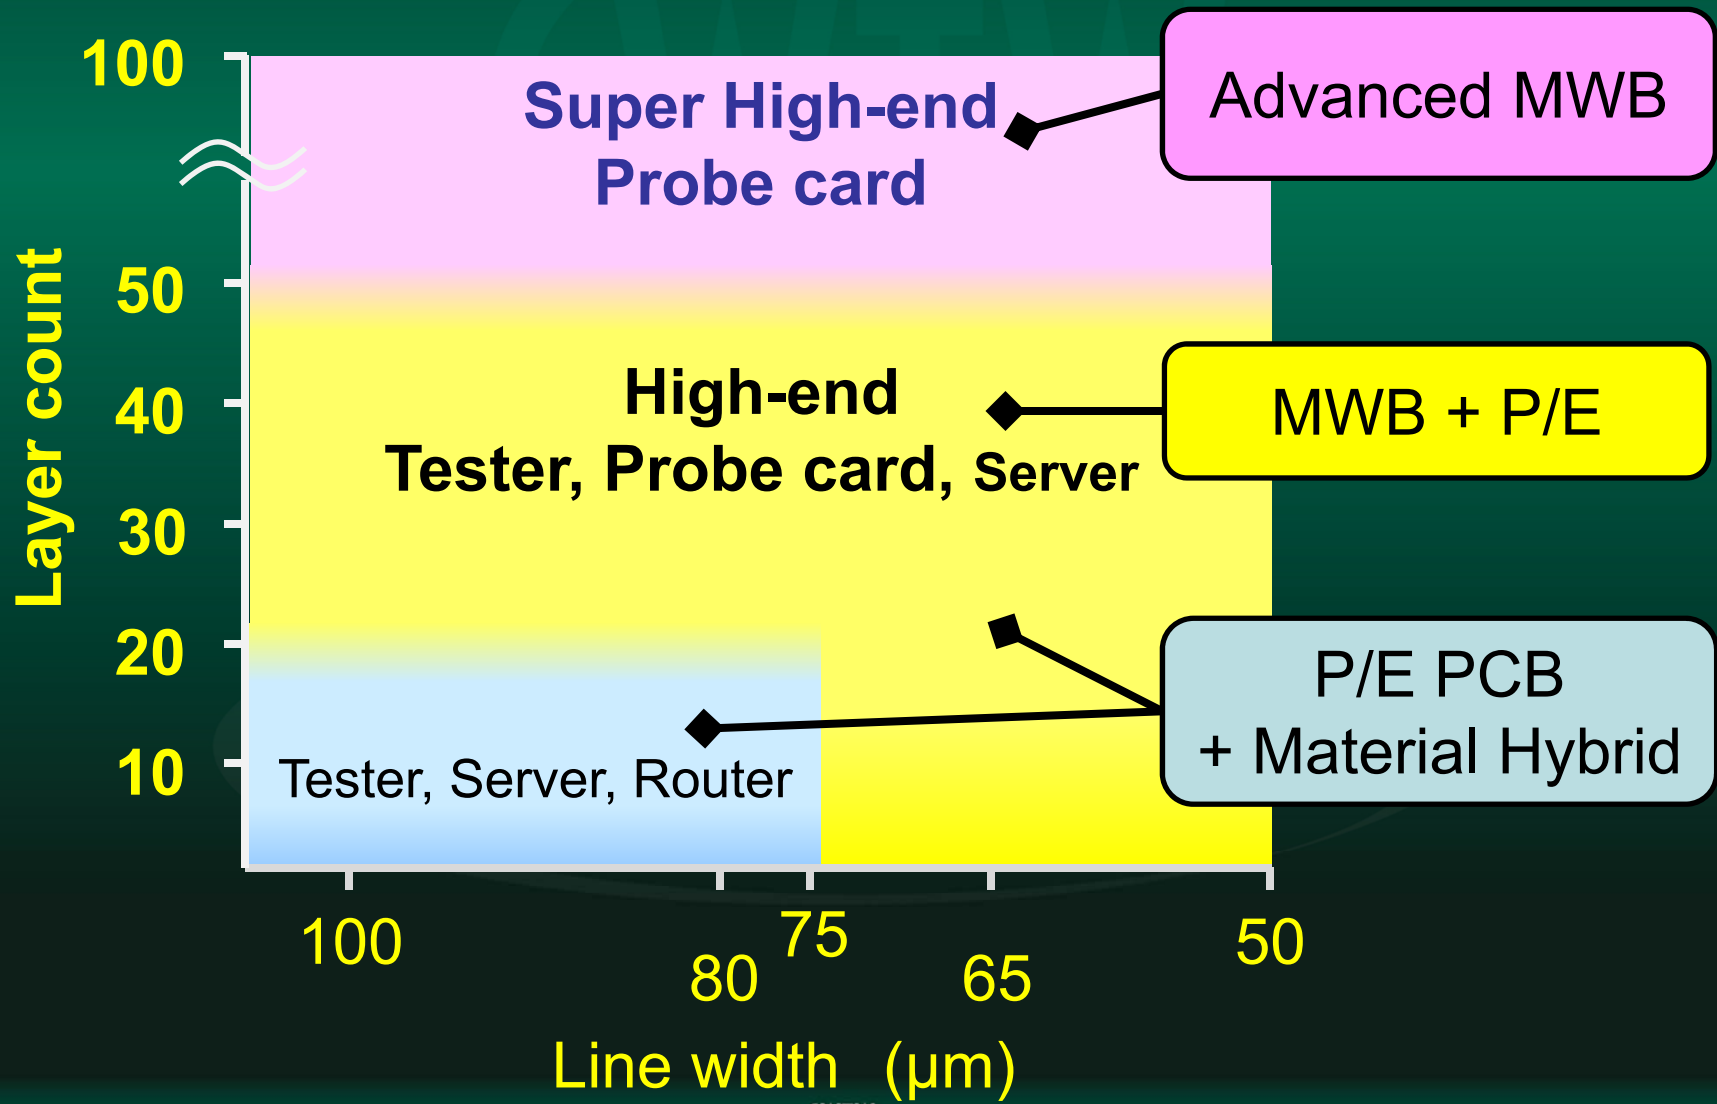 100
50
40
30
20
10
Layer count
Super High-end
Probe card
High-end
Tester, Probe card, Server
Tester, Server, Router
Advanced MWB
MWB + P/E
P/E PCB
+ Material Hybrid
100
80
75
65
50
Line width (μm)